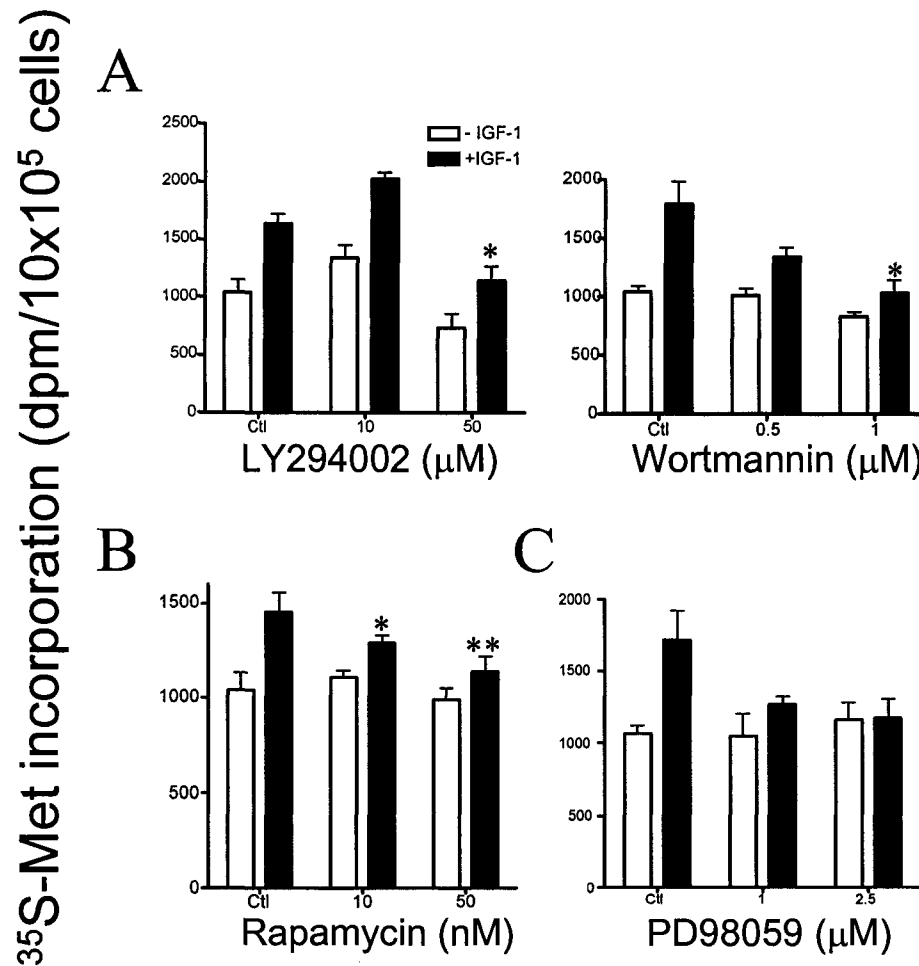 ³⁵S-Met incorporation (dpm/10x10⁵ cells)
A
2500
2000
1500
1000
500
0
- IGF-1
+IGF-1
*
Ctl 10 50
LY294002 (μM)
2000
1500
1000
500
0
*
Ctl 0.5 1
Wortmannin (μM)
B
1500
1000
500
0
*
**
Ctl 10 50
Rapamycin (nM)
C
2000
1500
1000
500
0
Ctl 1 2.5
PD98059 (μM)